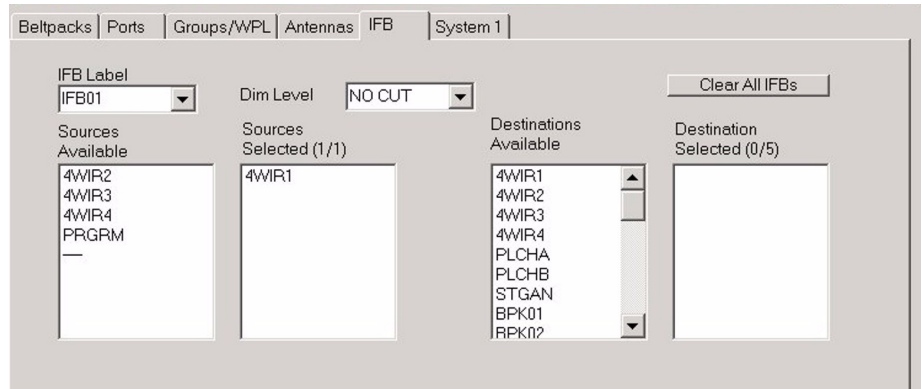 Beltpacks Ports Groups/WPL Antennas IFB System 1
IFB Label
IFB01
Dim Level NO CUT
Clear All IFBs
Sources
Available
4WIR2
4WIR3
4WIR4
PRGRM
—
Sources
Selected (1/1)
4WIR1
Destinations
Available
4WIR1
4WIR2
4WIR3
4WIR4
PLCHA
PLCHB
STGAN
BPK01
BPK02
Destination
Selected (0/5)